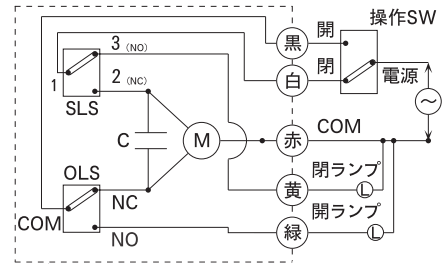 操作SW
黒 開
3 (NO)
白 閉
電源
1
2 (NC)
SLS
C
M
赤 COM
OLS
閉ランプ
黄 L
NC
開ランプ
COM
NO
緑 L